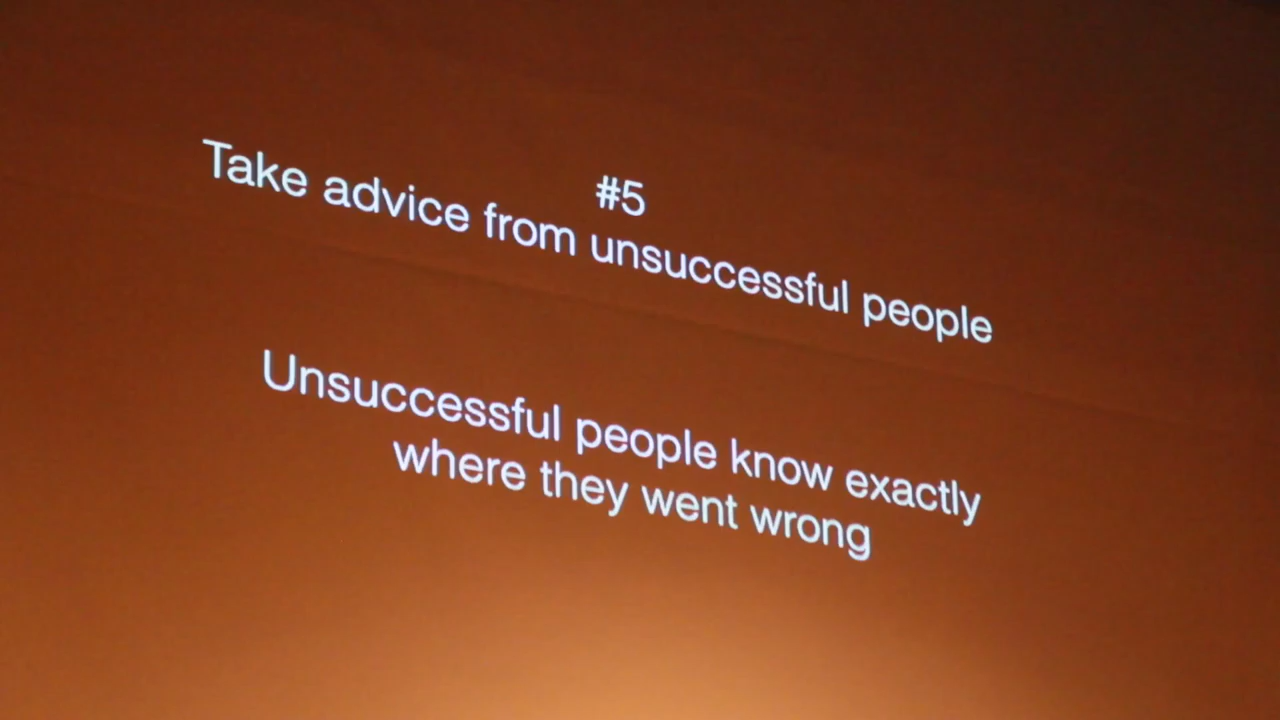 #5
Take advice from unsuccessful people
Unsuccessful people know exactly
where they went wrong